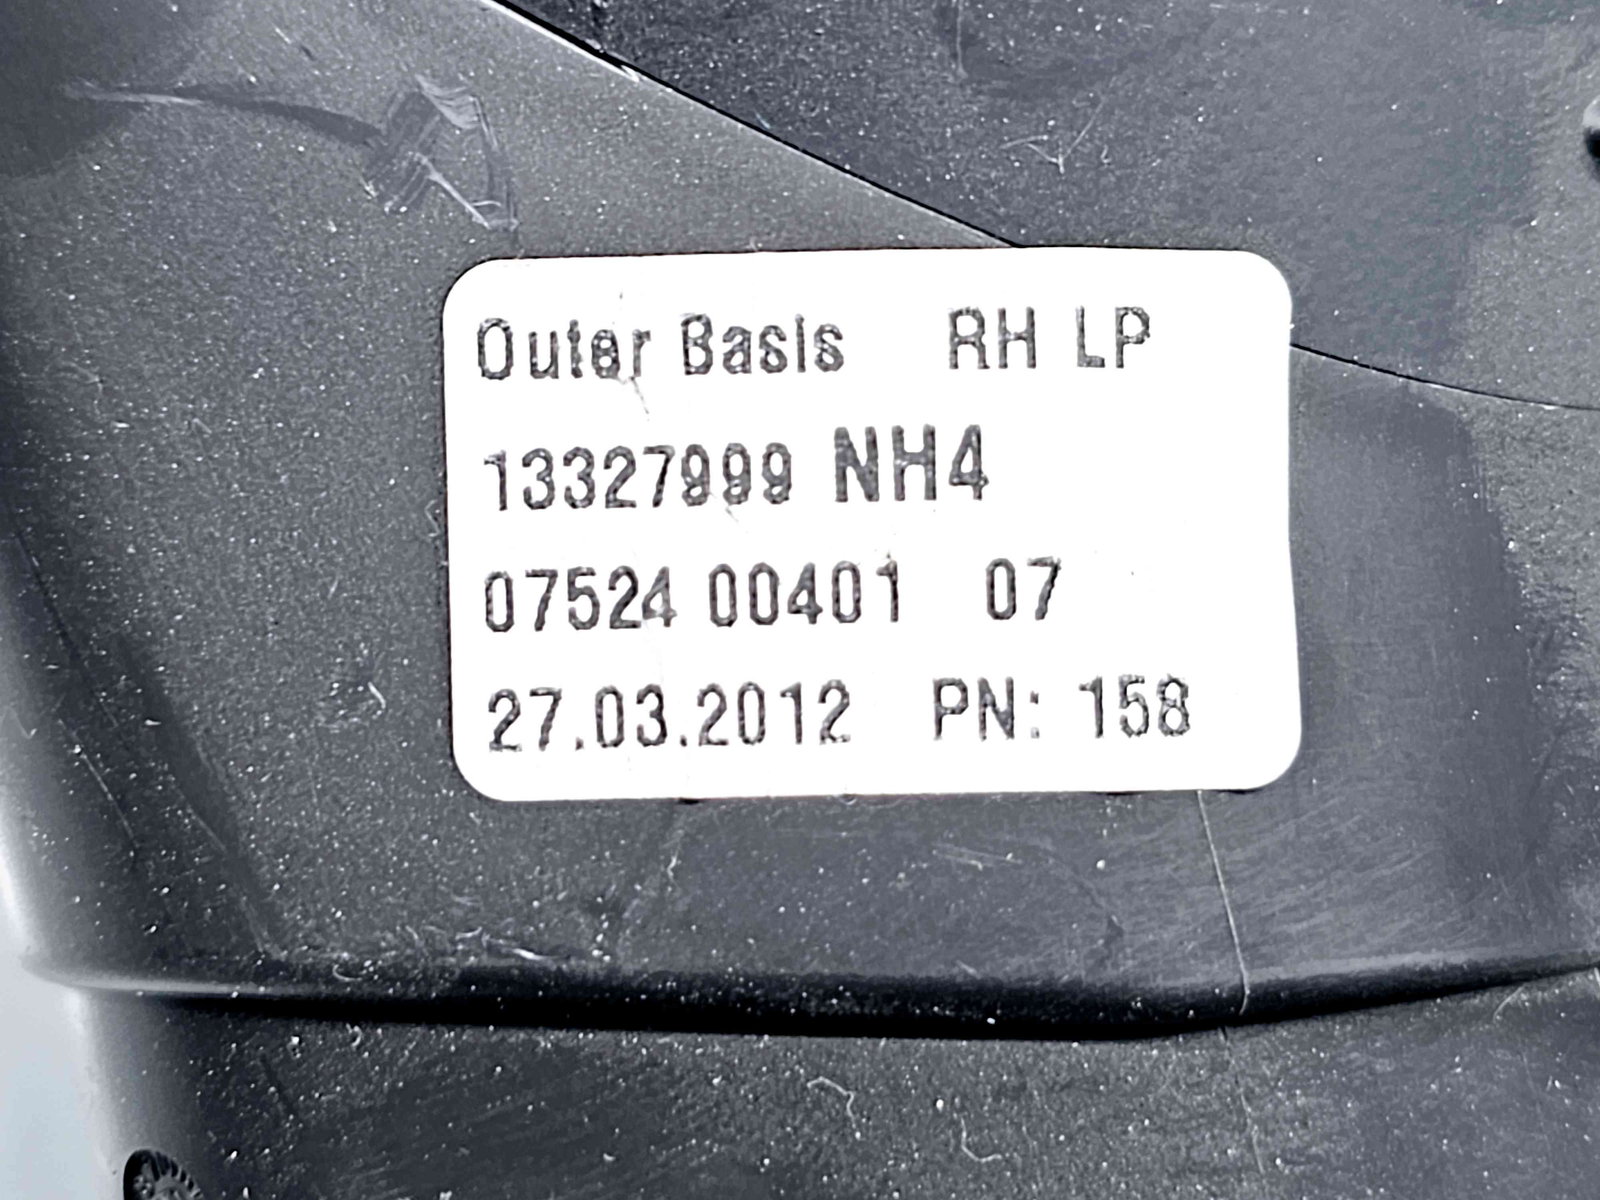 Outer Basis RH LP
13327999 NH4
07524 00401 07
27.03.2012 PN: 158